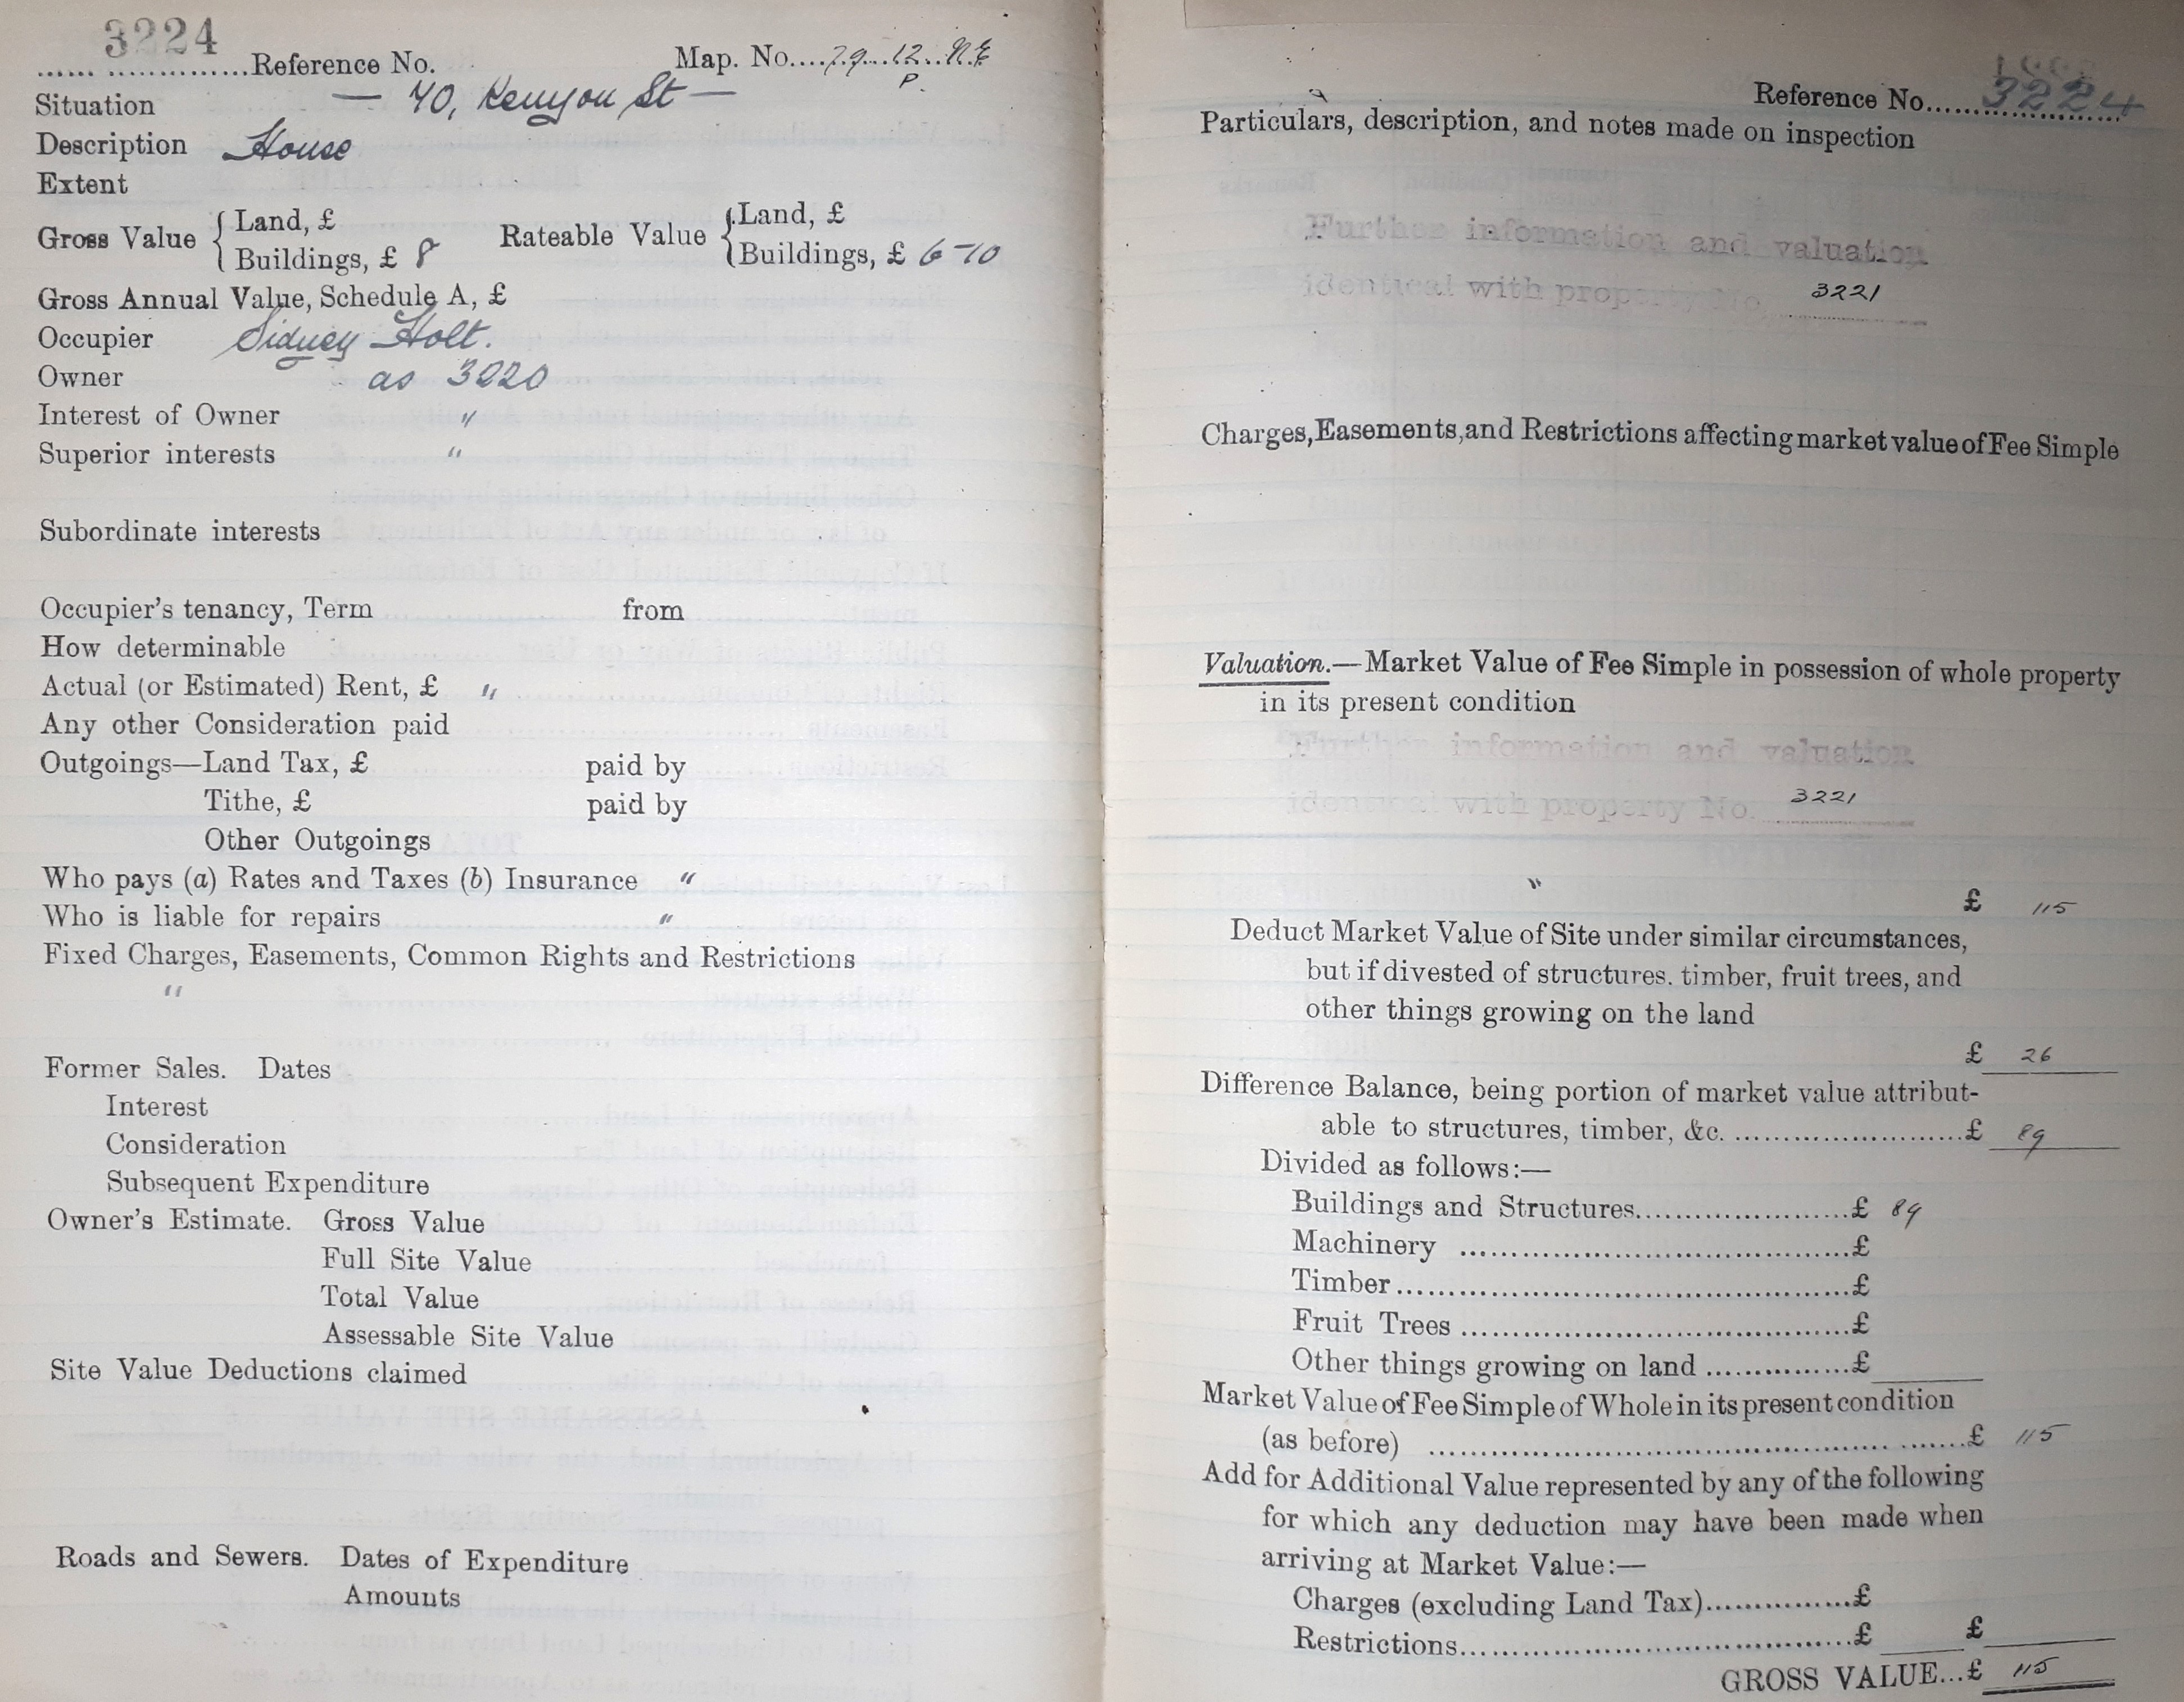 3224
...... ...............Reference No. Map. No....79...12..N.E
P.
Situation — 40, Kenyon St —
Description House
Extent
Gross Value { Land, £ Rateable Value { Land, £
Buildings, £ 8 Buildings, £ 6-10
Gross Annual Value, Schedule A, £
Occupier Sidney Holt.
Owner as 3220
Interest of Owner "
Superior interests "
Subordinate interests
Occupier's tenancy, Term from
How determinable
Actual (or Estimated) Rent, £ "
Any other Consideration paid
Outgoings—Land Tax, £ paid by
Tithe, £ paid by
Other Outgoings
Who pays (a) Rates and Taxes (b) Insurance "
Who is liable for repairs "
Fixed Charges, Easements, Common Rights and Restrictions
"
Former Sales. Dates
Interest
Consideration
Subsequent Expenditure
Owner's Estimate. Gross Value
Full Site Value
Total Value
Assessable Site Value
Site Value Deductions claimed
Roads and Sewers. Dates of Expenditure
Amounts
Reference No......3224
Particulars, description, and notes made on inspection
Further information and valuation
identical with property No. 3221
Charges, Easements, and Restrictions affecting market value of Fee Simple
Valuation.—Market Value of Fee Simple in possession of whole property
in its present condition
Further information and valuation
identical with property No. 3221
"
£ 115
Deduct Market Value of Site under similar circumstances,
but if divested of structures. timber, fruit trees, and
other things growing on the land
£ 26
Difference Balance, being portion of market value attribut-
able to structures, timber, &c. ........................£ 89
Divided as follows:—
Buildings and Structures.....................£ 89
Machinery .......................................£
Timber.............................................£
Fruit Trees .......................................£
Other things growing on land ..............£
Market Value of Fee Simple of Whole in its present condition
(as before) ......................................................£ 115
Add for Additional Value represented by any of the following
for which any deduction may have been made when
arriving at Market Value:—
Charges (excluding Land Tax)...............£
Restrictions.......................................£ £
GROSS VALUE...£ 115